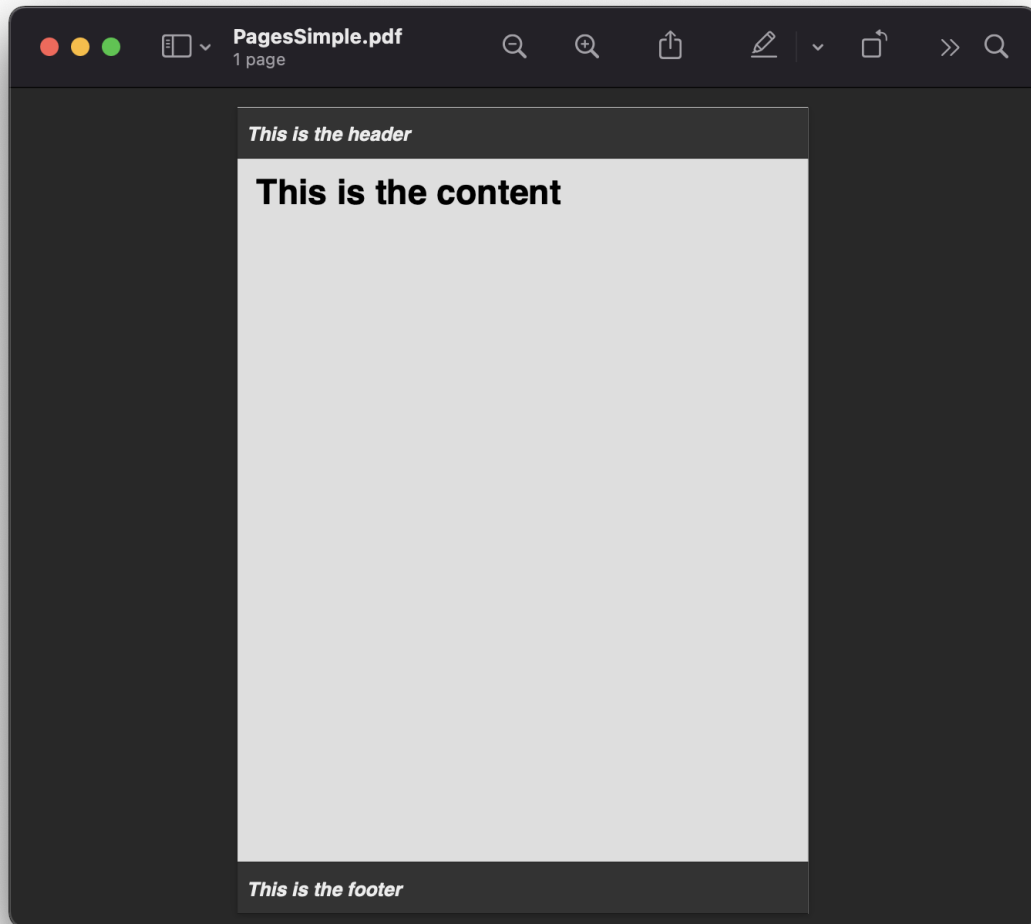 PagesSimple.pdf
1 page
This is the header
This is the content
This is the footer